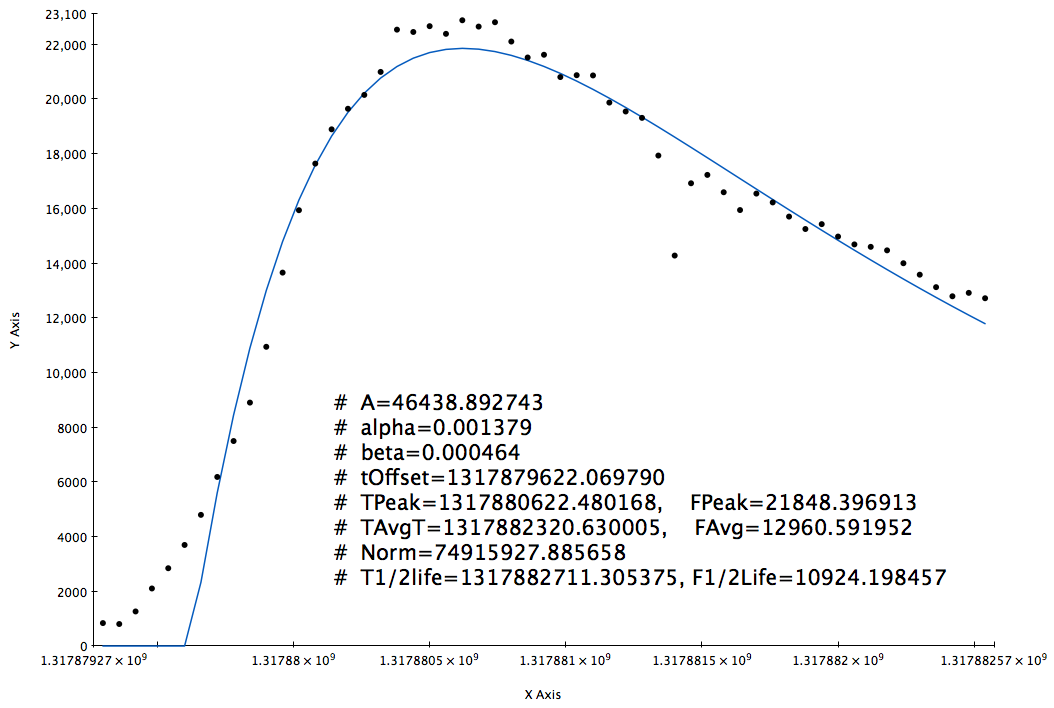 23,100
22,000
20,000
18,000
16,000
14,000
12,000
10,000
8000
6000
4000
2000
0
Y Axis
# A=46438.892743
# alpha=0.001379
# beta=0.000464
# tOffset=1317879622.069790
# TPeak=1317880622.480168, FPeak=21848.396913
# TAvgT=1317882320.630005, FAvg=12960.591952
# Norm=74915927.885658
# T1/2life=1317882711.305375, F1/2Life=10924.198457
1.31787927 × 10⁹ 1.31788 × 10⁹ 1.3178805 × 10⁹ 1.317881 × 10⁹ 1.3178815 × 10⁹ 1.317882 × 10⁹ 1.31788257 × 10⁹
X Axis